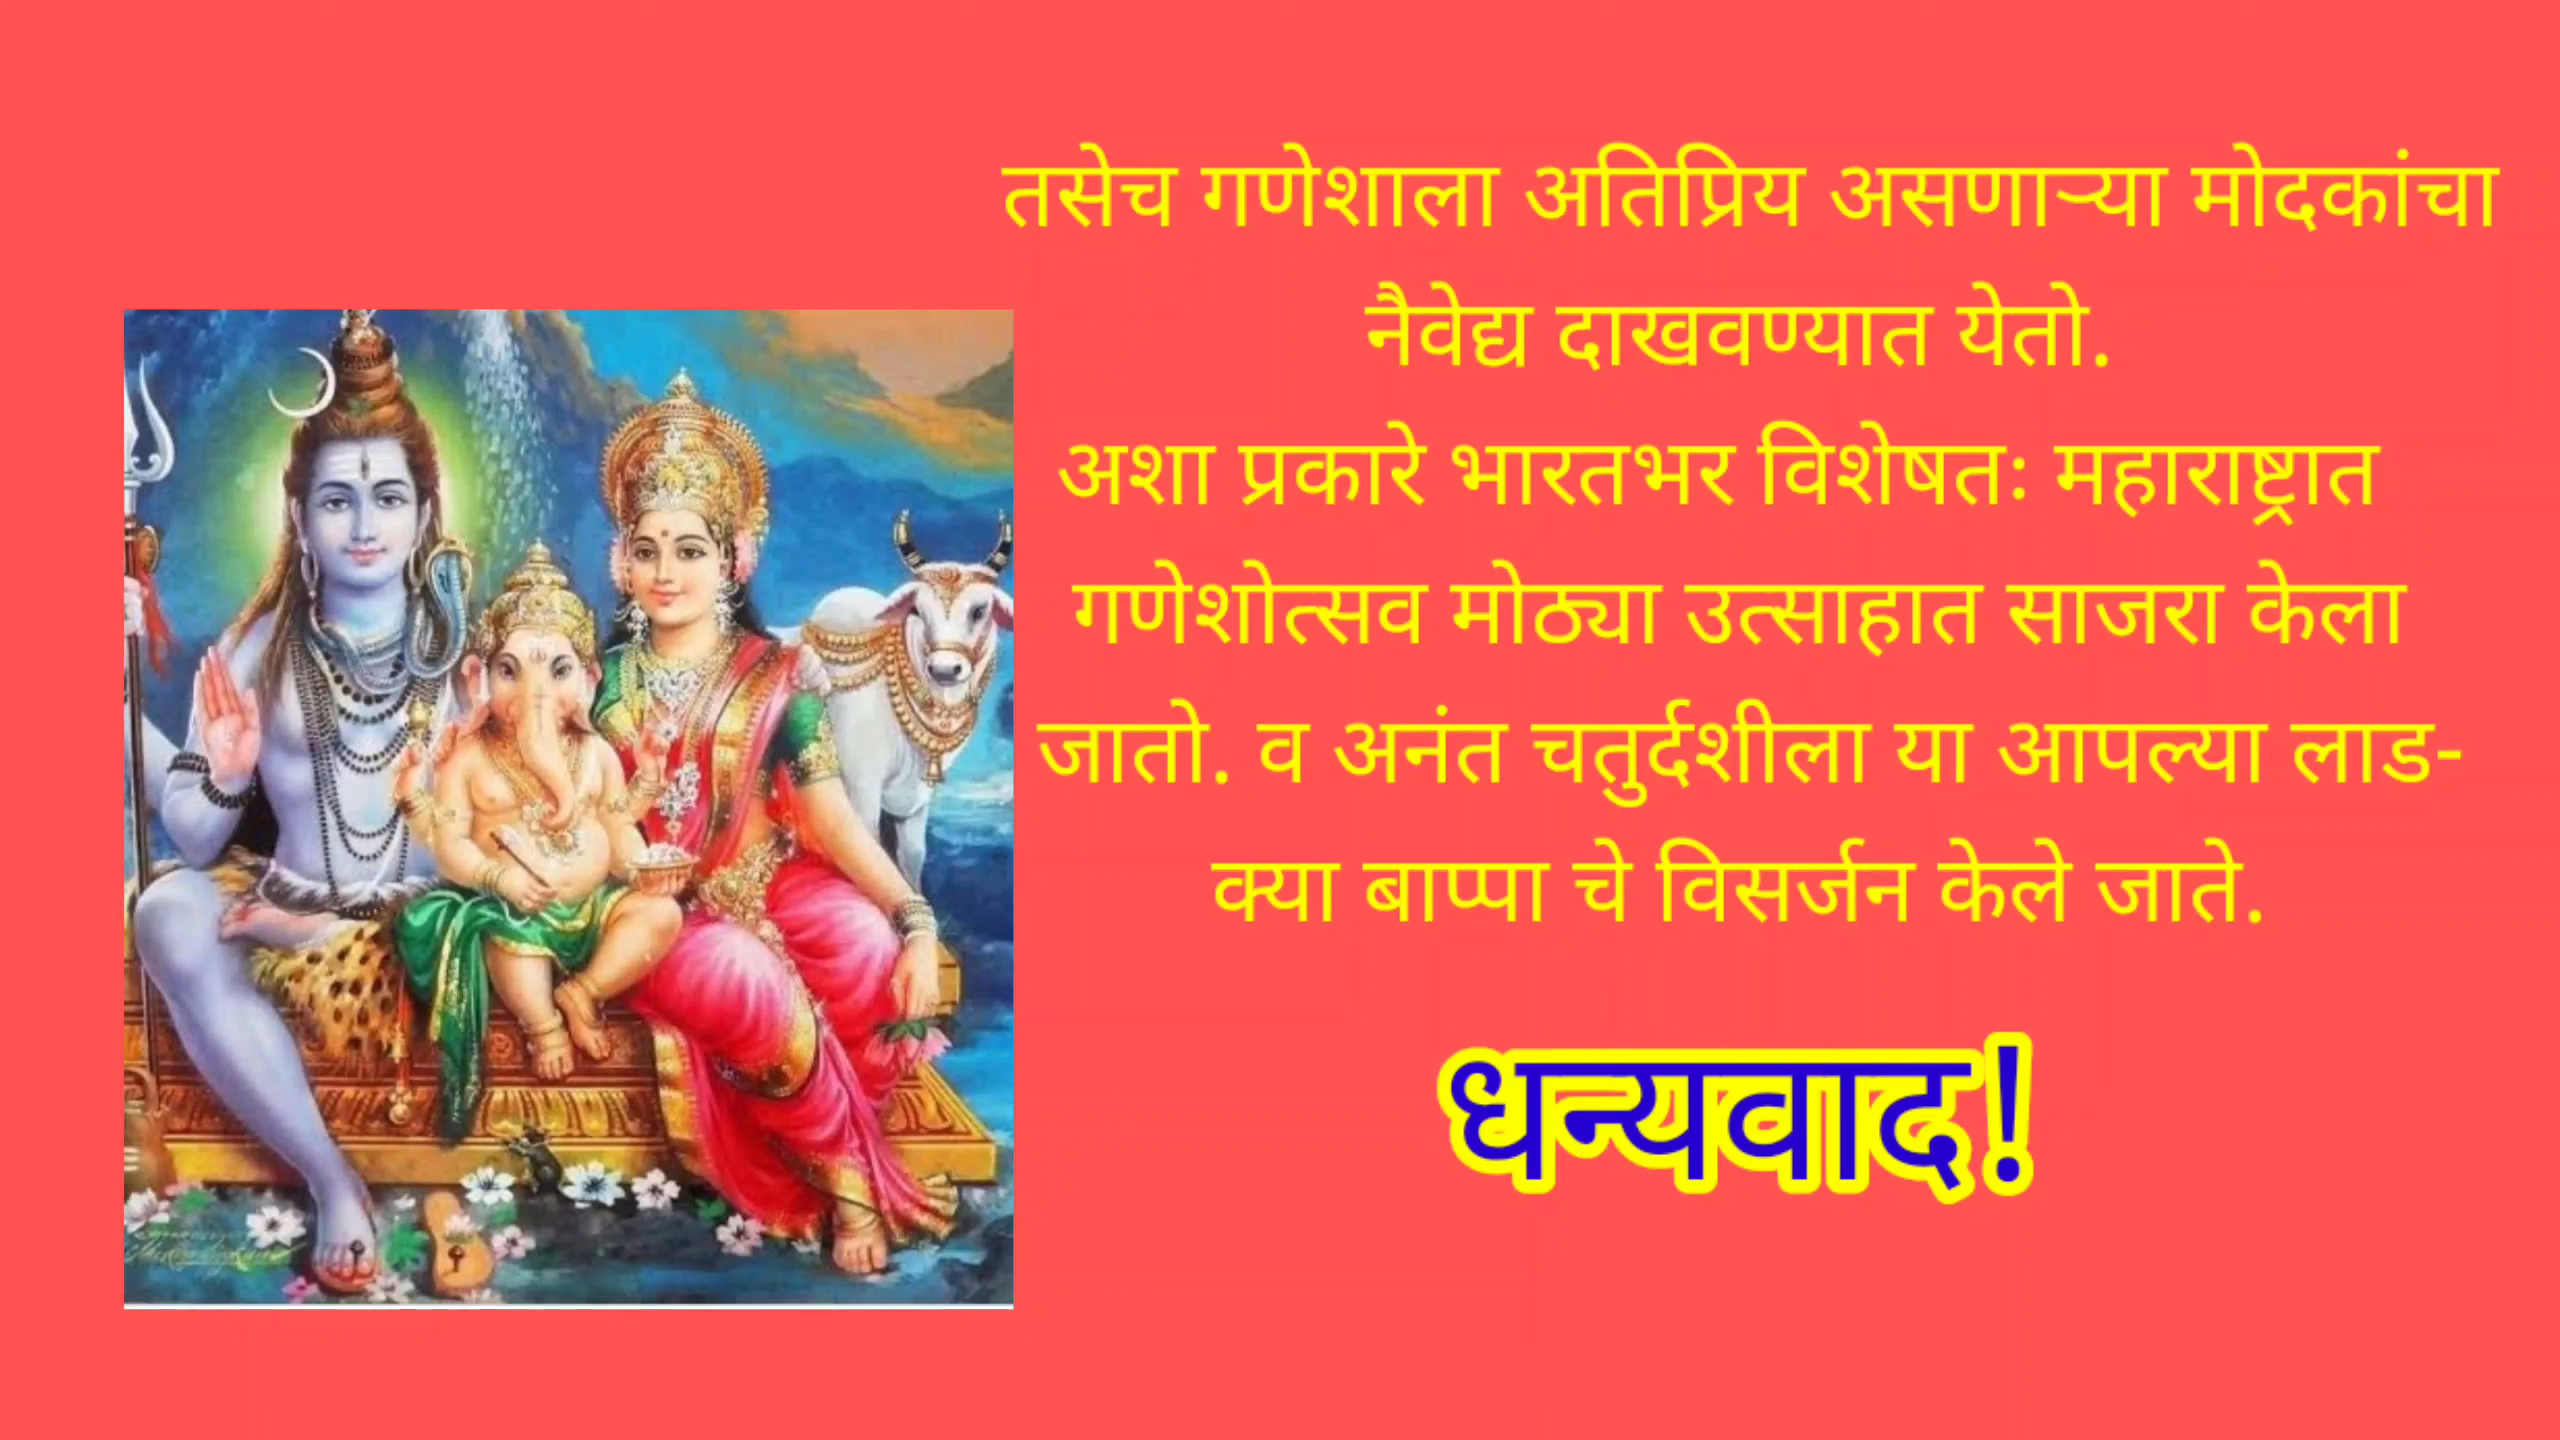 तसेच गणेशाला अतिप्रिय असणाऱ्या मोदकांचा
नैवेद्य दाखवण्यात येतो.
अशा प्रकारे भारतभर विशेषतः महाराष्ट्रात
गणेशोत्सव मोठ्या उत्साहात साजरा केला
जातो. व अनंत चतुर्दशीला या आपल्या लाड-
क्या बाप्पा चे विसर्जन केले जाते.
धन्यवाद!